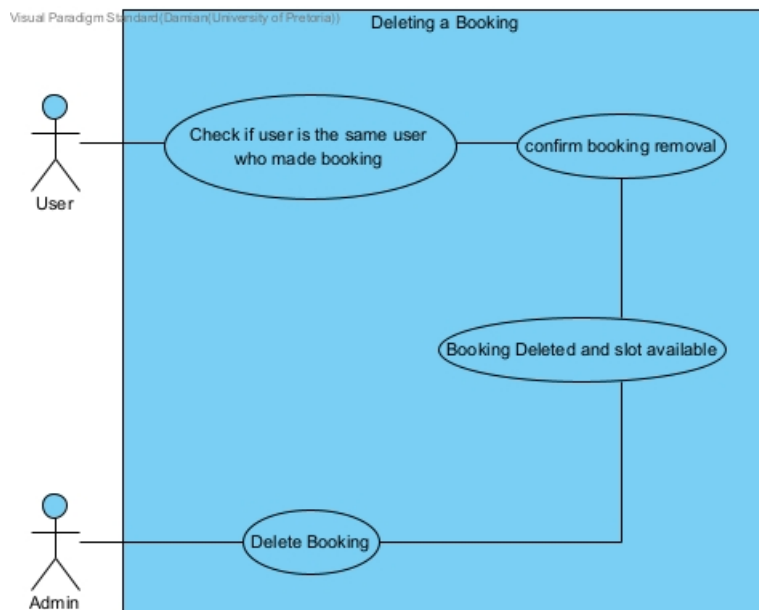 Visual Paradigm Standard(Damian(University of Pretoria))
Deleting a Booking
Check if user is the same user
who made booking
confirm booking removal
User
Booking Deleted and slot available
Delete Booking
Admin